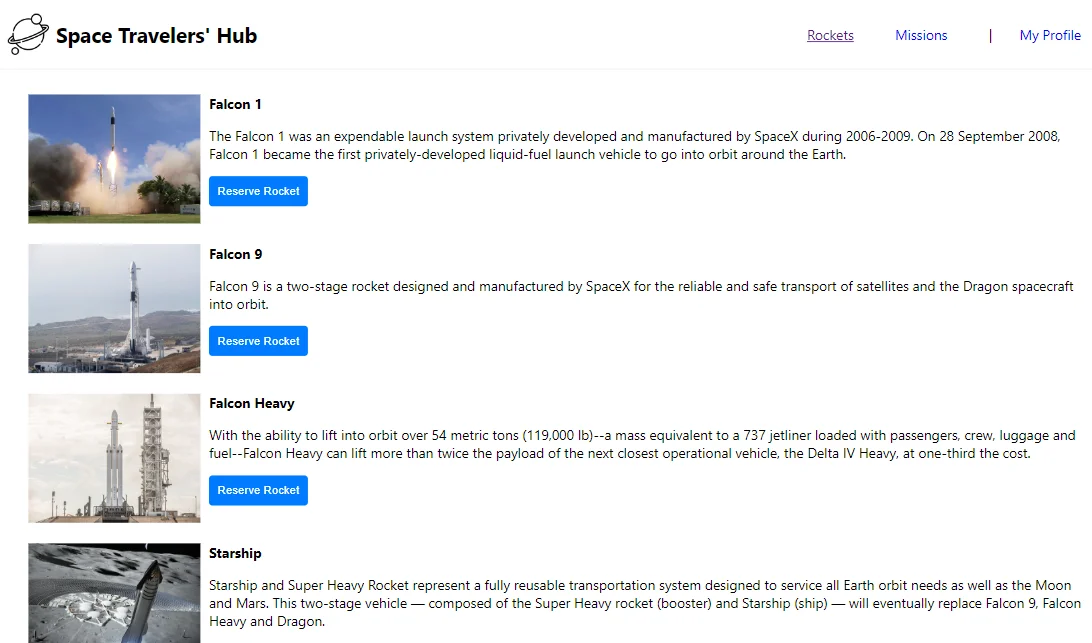 Space Travelers' Hub
Rockets Missions | My Profile
Falcon 1
The Falcon 1 was an expendable launch system privately developed and manufactured by SpaceX during 2006-2009. On 28 September 2008,
Falcon 1 became the first privately-developed liquid-fuel launch vehicle to go into orbit around the Earth.
Reserve Rocket
Falcon 9
Falcon 9 is a two-stage rocket designed and manufactured by SpaceX for the reliable and safe transport of satellites and the Dragon spacecraft
into orbit.
Reserve Rocket
Falcon Heavy
With the ability to lift into orbit over 54 metric tons (119,000 lb)--a mass equivalent to a 737 jetliner loaded with passengers, crew, luggage and
fuel--Falcon Heavy can lift more than twice the payload of the next closest operational vehicle, the Delta IV Heavy, at one-third the cost.
Reserve Rocket
Starship
Starship and Super Heavy Rocket represent a fully reusable transportation system designed to service all Earth orbit needs as well as the Moon
and Mars. This two-stage vehicle — composed of the Super Heavy rocket (booster) and Starship (ship) — will eventually replace Falcon 9, Falcon
Heavy and Dragon.